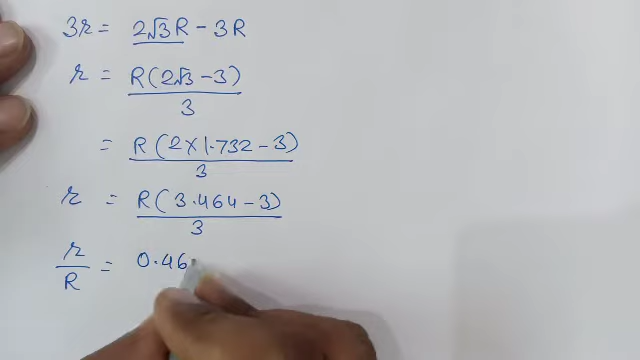 3r = 2√3R - 3R
r = R(2√3 - 3) / 3
= R(2×1.732 - 3) / 3
r = R(3.464 - 3) / 3
r / R = 0.46